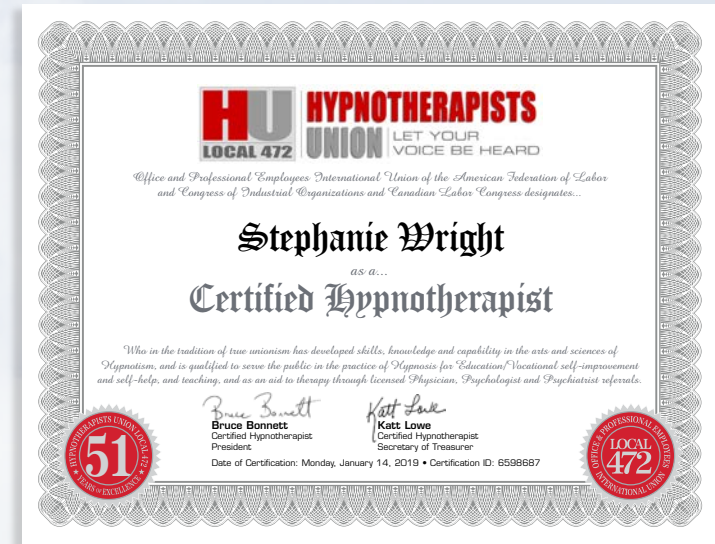 HU
LOCAL 472
HYPNOTHERAPISTS
UNION
LET YOUR
VOICE BE HEARD
Office and Professional Employees International Union of the American Federation of Labor
and Congress of Industrial Organizations and Canadian Labor Congress designates...
Stephanie Wright
as a...
Certified Hypnotherapist
Who in the tradition of true unionism has developed skills, knowledge and capability in the arts and sciences of
Hypnotism, and is qualified to serve the public in the practice of Hypnosis for Education/Vocational self-improvement
and self-help, and teaching, and as an aid to therapy through licensed Physician, Psychologist and Psychiatrist referrals.
Bruce Bonnett
Bruce Bonnett
Certified Hypnotherapist
President
Katt Lowe
Katt Lowe
Certified Hypnotherapist
Secretary of Treasurer
Date of Certification: Monday, January 14, 2019 • Certification ID: 6598687
HYPNOTHERAPISTS UNION LOCAL 472
51
YEARS OF EXCELLENCE
OFFICE & PROFESSIONAL EMPLOYEES
LOCAL
472
INTERNATIONAL UNION